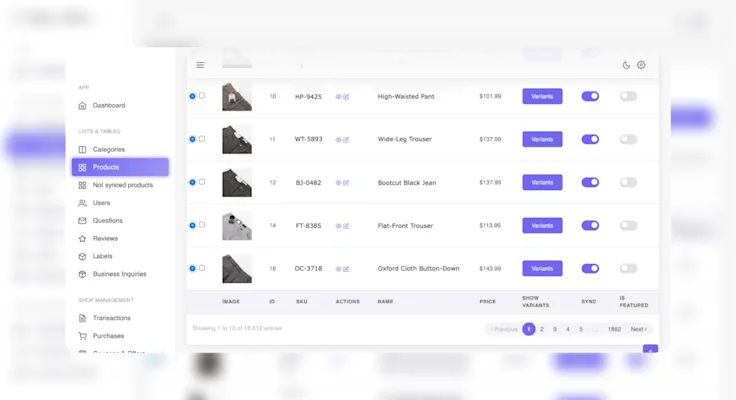 APP
Dashboard
LISTS & TABLES
Categories
Products
Not synced products
Users
Questions
Reviews
Labels
Business Inquiries
SHOP MANAGEMENT
Transactions
Purchases
10 HP-9425 High-Waisted Pant $101.99 Variants
11 WT-5893 Wide-Leg Trouser $137.99 Variants
12 BJ-0482 Bootcut Black Jean $137.99 Variants
14 FT-8385 Flat-Front Trouser $113.99 Variants
16 OC-3718 Oxford Cloth Button-Down $143.99 Variants
IMAGE ID SKU ACTIONS NAME PRICE SHOW VARIANTS SYNC IS FEATURED
Showing 1 to 10 of 18,612 entries
‹ Previous 1 2 3 4 5 ... 1862 Next ›